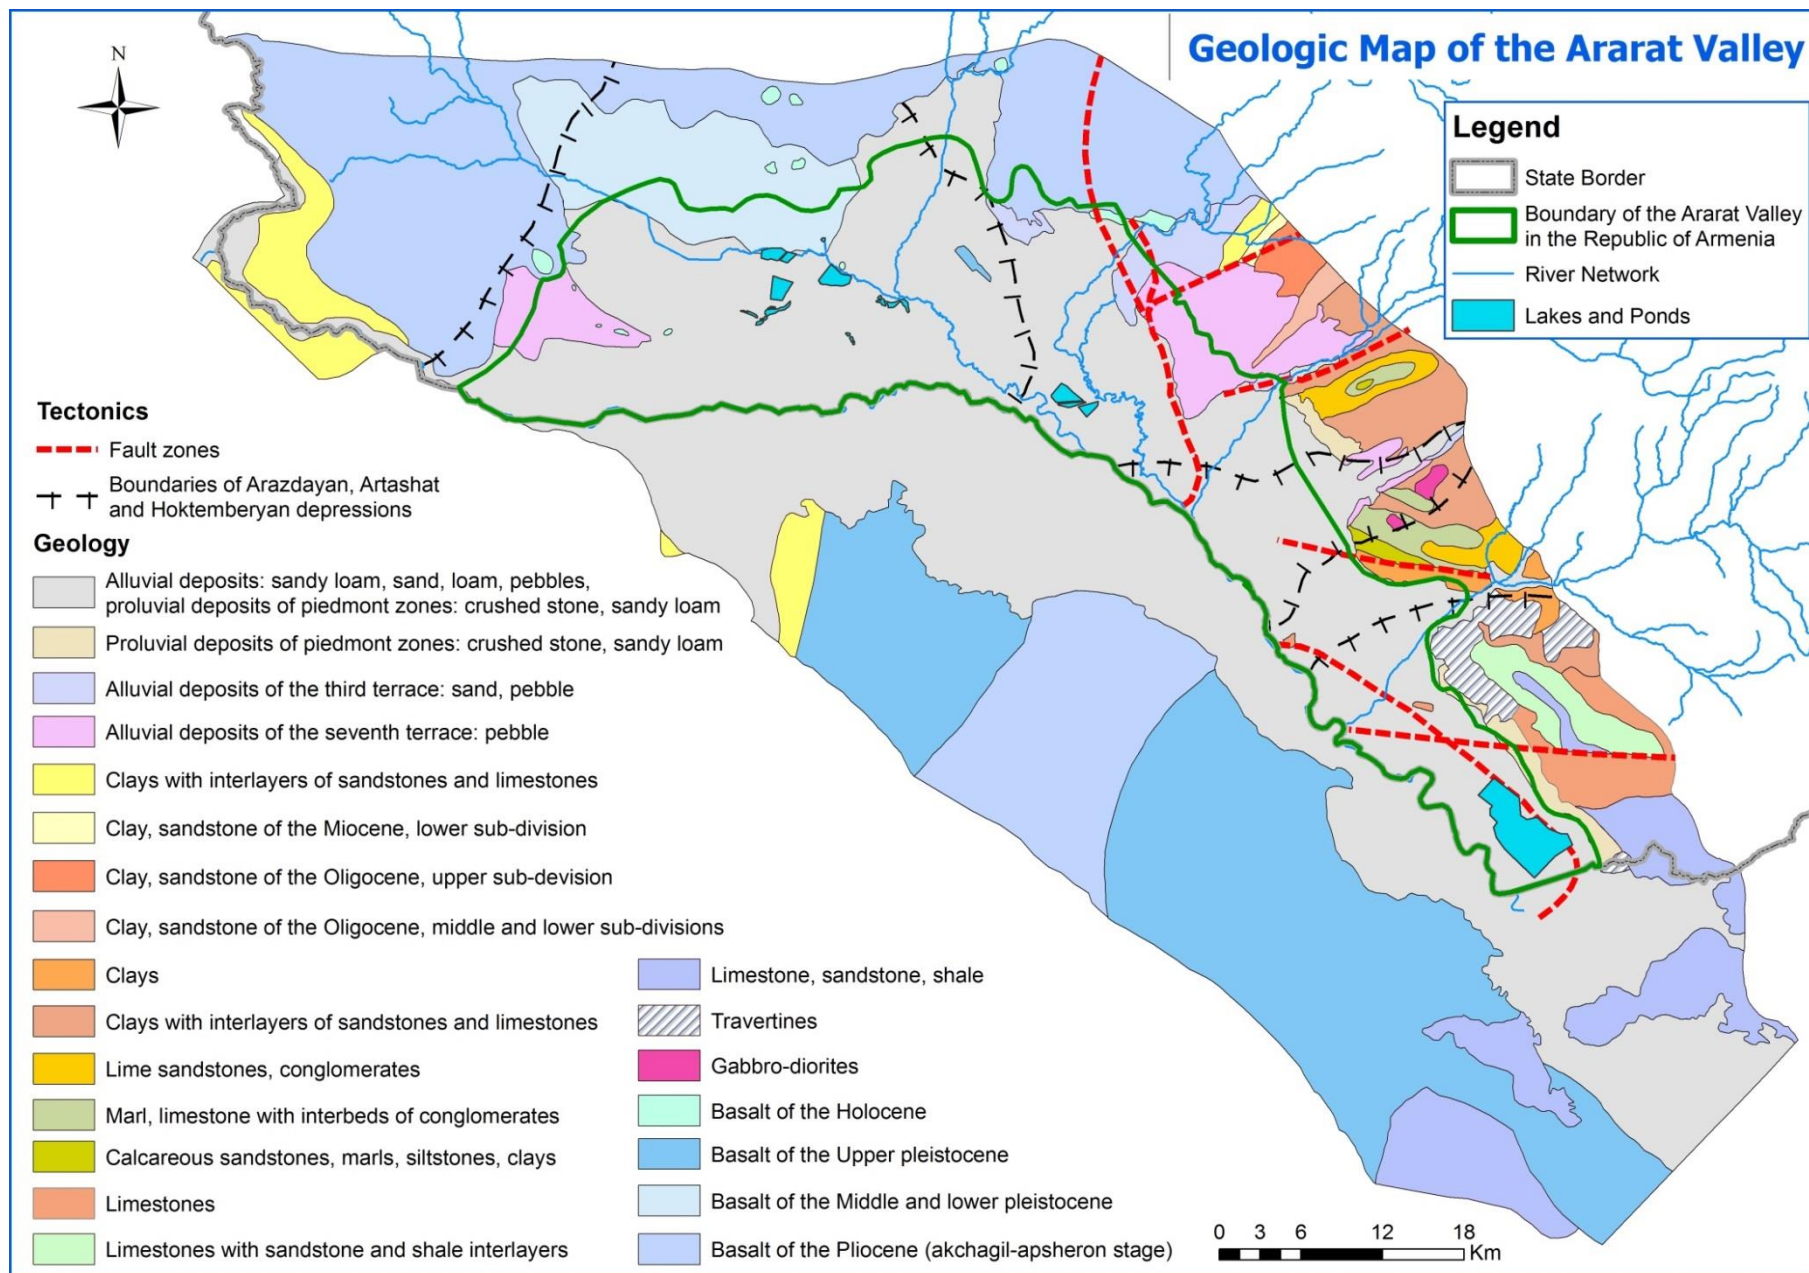 Geologic Map of the Ararat Valley
N
Legend
State Border
Boundary of the Ararat Valley
in the Republic of Armenia
River Network
Lakes and Ponds
Tectonics
Fault zones
Boundaries of Arazdayan, Artashat
and Hoktemberyan depressions
Geology
Alluvial deposits: sandy loam, sand, loam, pebbles,
proluvial deposits of piedmont zones: crushed stone, sandy loam
Proluvial deposits of piedmont zones: crushed stone, sandy loam
Alluvial deposits of the third terrace: sand, pebble
Alluvial deposits of the seventh terrace: pebble
Clays with interlayers of sandstones and limestones
Clay, sandstone of the Miocene, lower sub-division
Clay, sandstone of the Oligocene, upper sub-devision
Clay, sandstone of the Oligocene, middle and lower sub-divisions
Clays
Clays with interlayers of sandstones and limestones
Lime sandstones, conglomerates
Marl, limestone with interbeds of conglomerates
Calcareous sandstones, marls, siltstones, clays
Limestones
Limestones with sandstone and shale interlayers
Limestone, sandstone, shale
Travertines
Gabbro-diorites
Basalt of the Holocene
Basalt of the Upper pleistocene
Basalt of the Middle and lower pleistocene
Basalt of the Pliocene (akchagil-apsheron stage)
0 3 6 12 18
Km